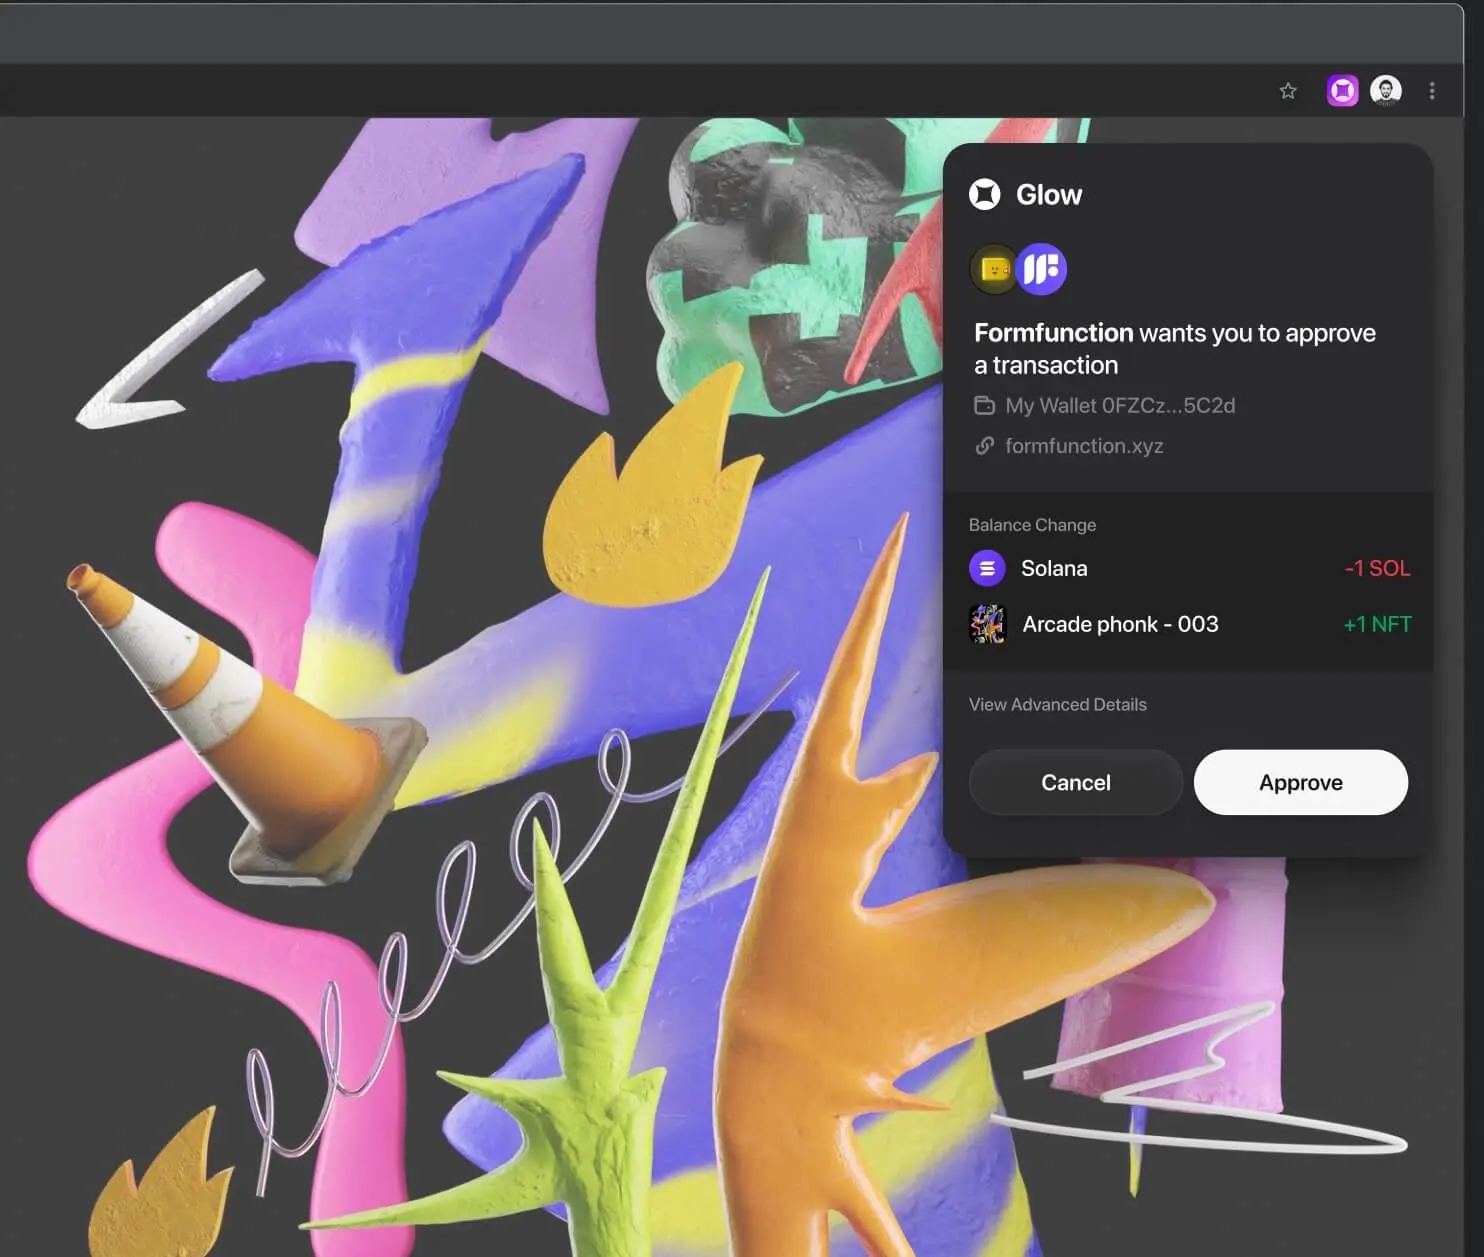 Glow
Formfunction wants you to approve
a transaction
My Wallet 0FZCz...5C2d
formfunction.xyz
Balance Change
Solana -1 SOL
Arcade phonk - 003 +1 NFT
View Advanced Details
Cancel Approve